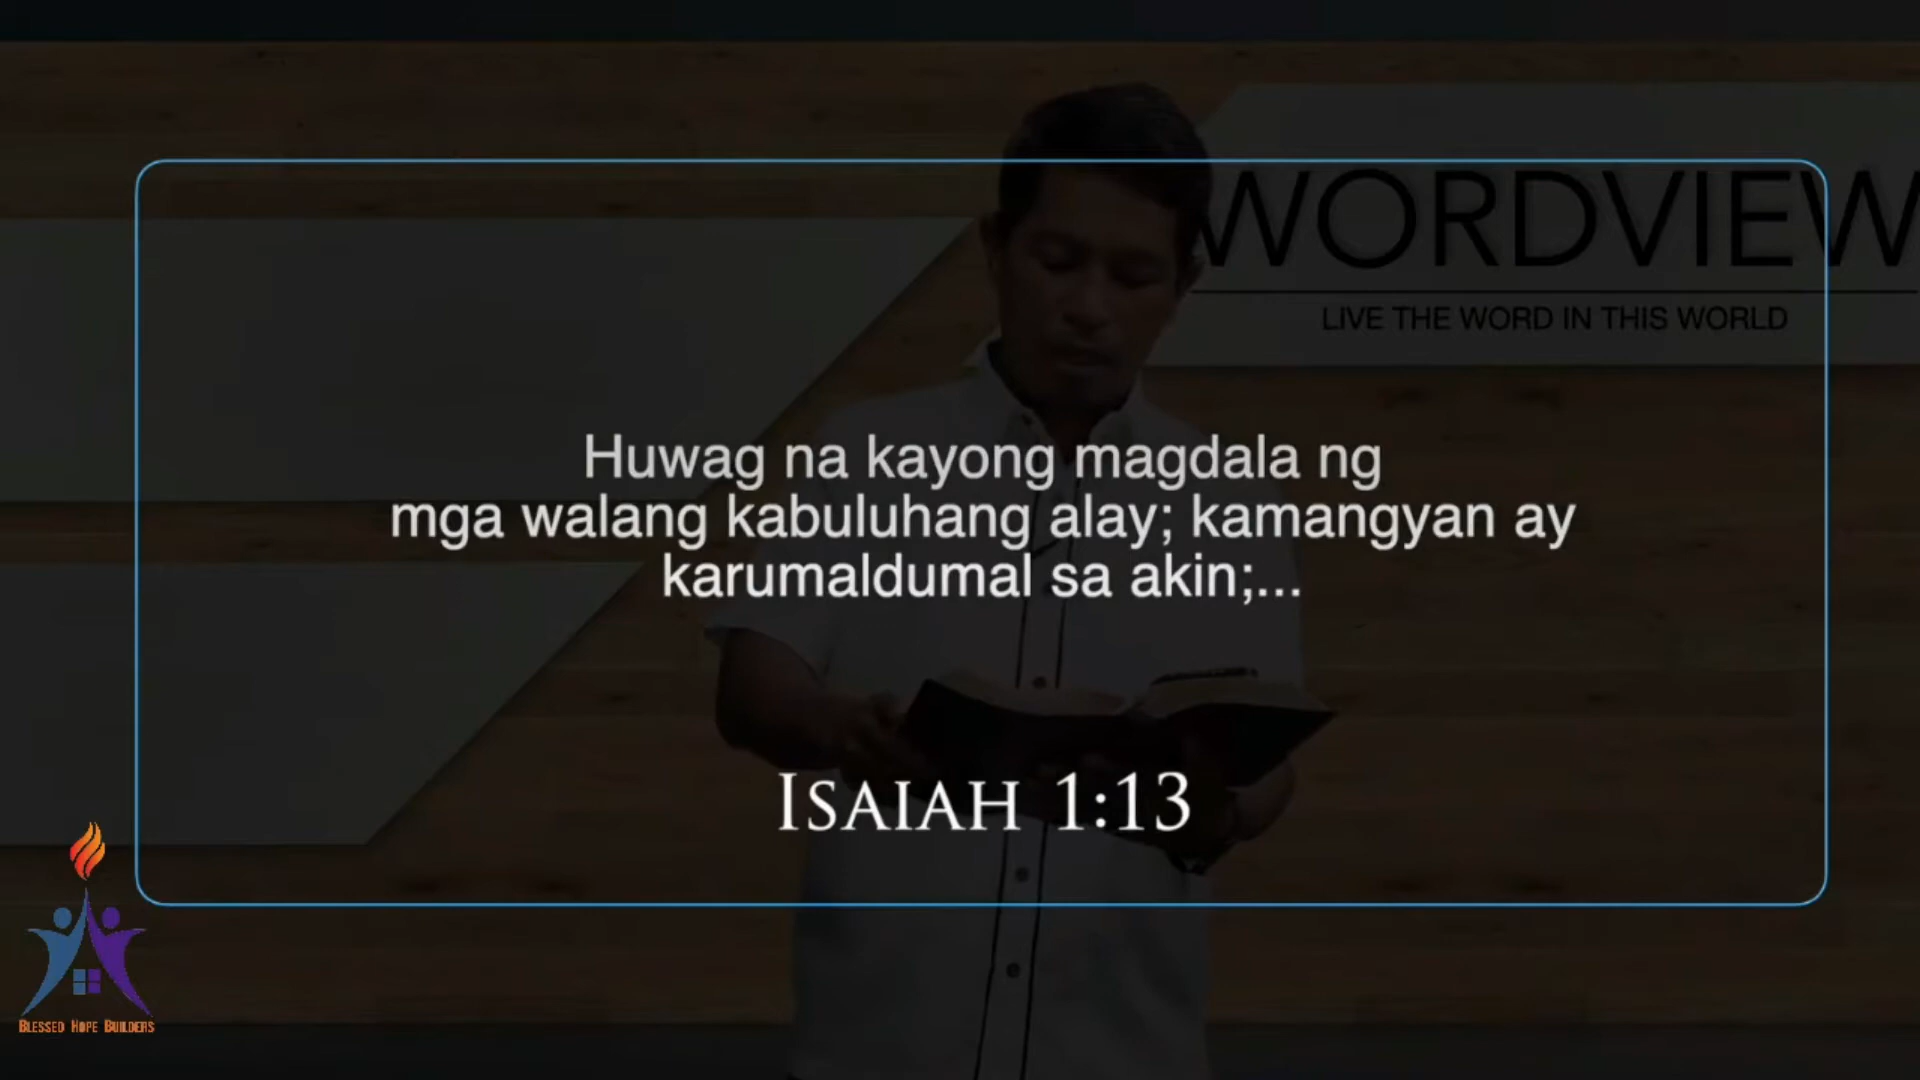 WORDVIEW
LIVE THE WORD IN THIS WORLD
Huwag na kayong magdala ng
mga walang kabuluhang alay; kamangyan ay
karumaldumal sa akin;...
ISAIAH 1:13
BLESSED HOPE BUILDERS